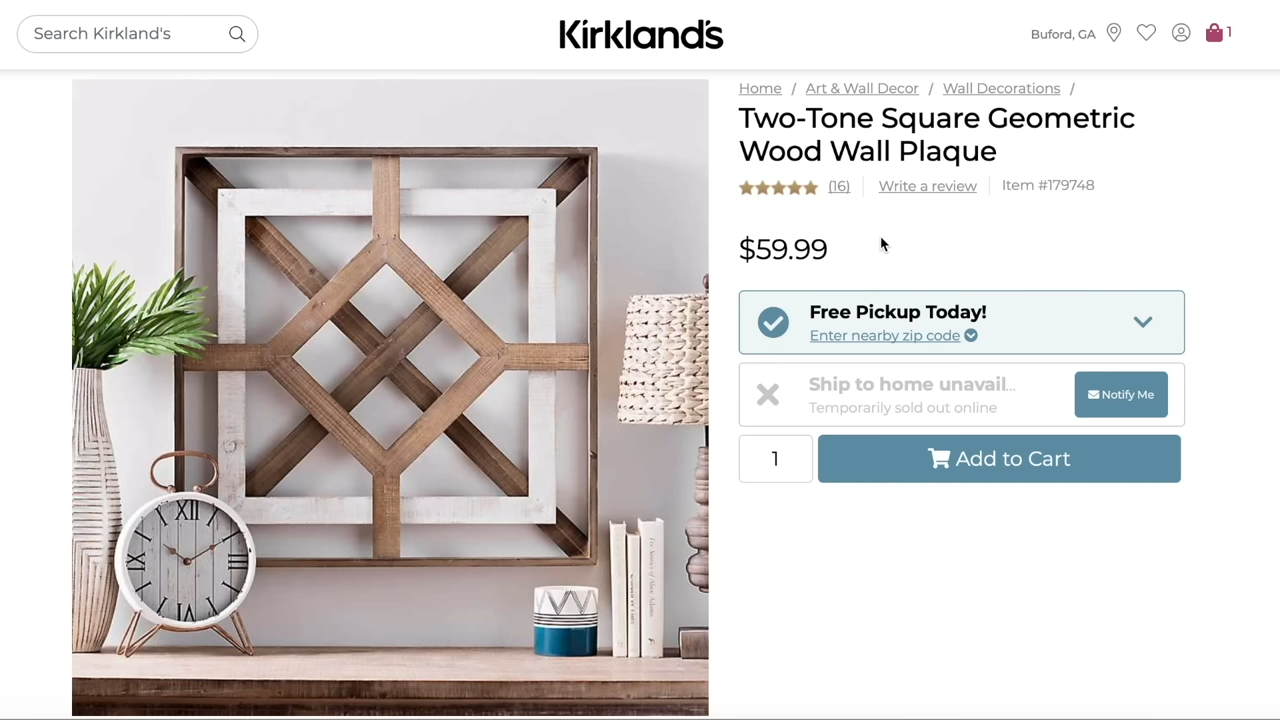 Search Kirkland's
Kirkland's
Buford, GA
1
Home / Art & Wall Decor / Wall Decorations /
Two-Tone Square Geometric
Wood Wall Plaque
(16)
Write a review
Item #179748
$59.99
Free Pickup Today!
Enter nearby zip code
Ship to home unavail...
Temporarily sold out online
Notify Me
1
Add to Cart
XII